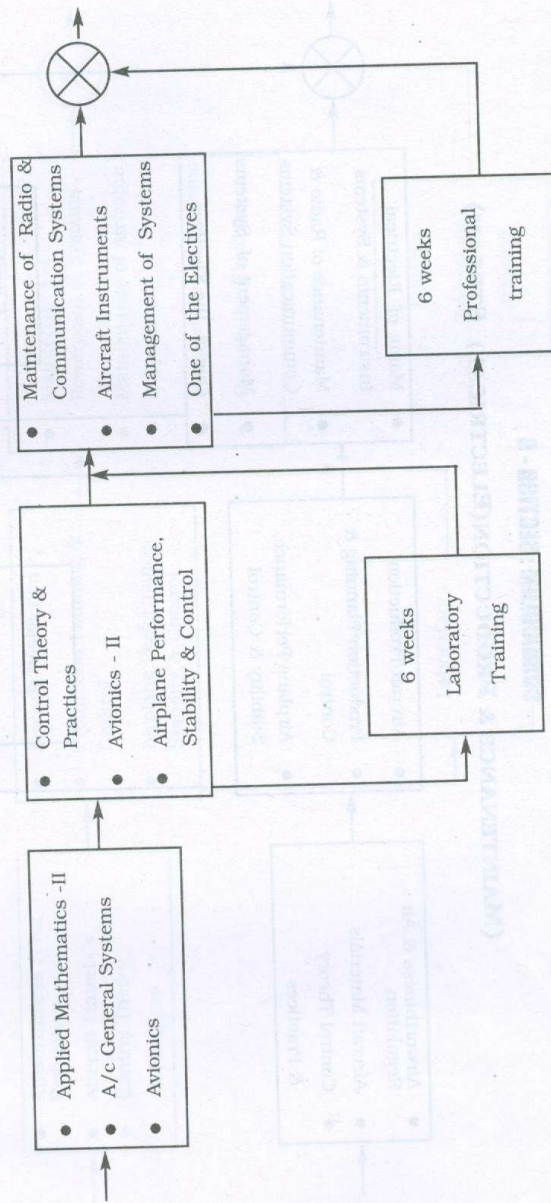 Applied Mathematics -II
A/c General Systems
Avionics
Control Theory &
Practices
Avionics - II
Airplane Performance,
Stability & Control
6 weeks
Laboratory
Training
Maintenance of Radio &
Communication Systems
Aircraft Instruments
Management of Systems
One of the Electives
6 weeks
Professional
training